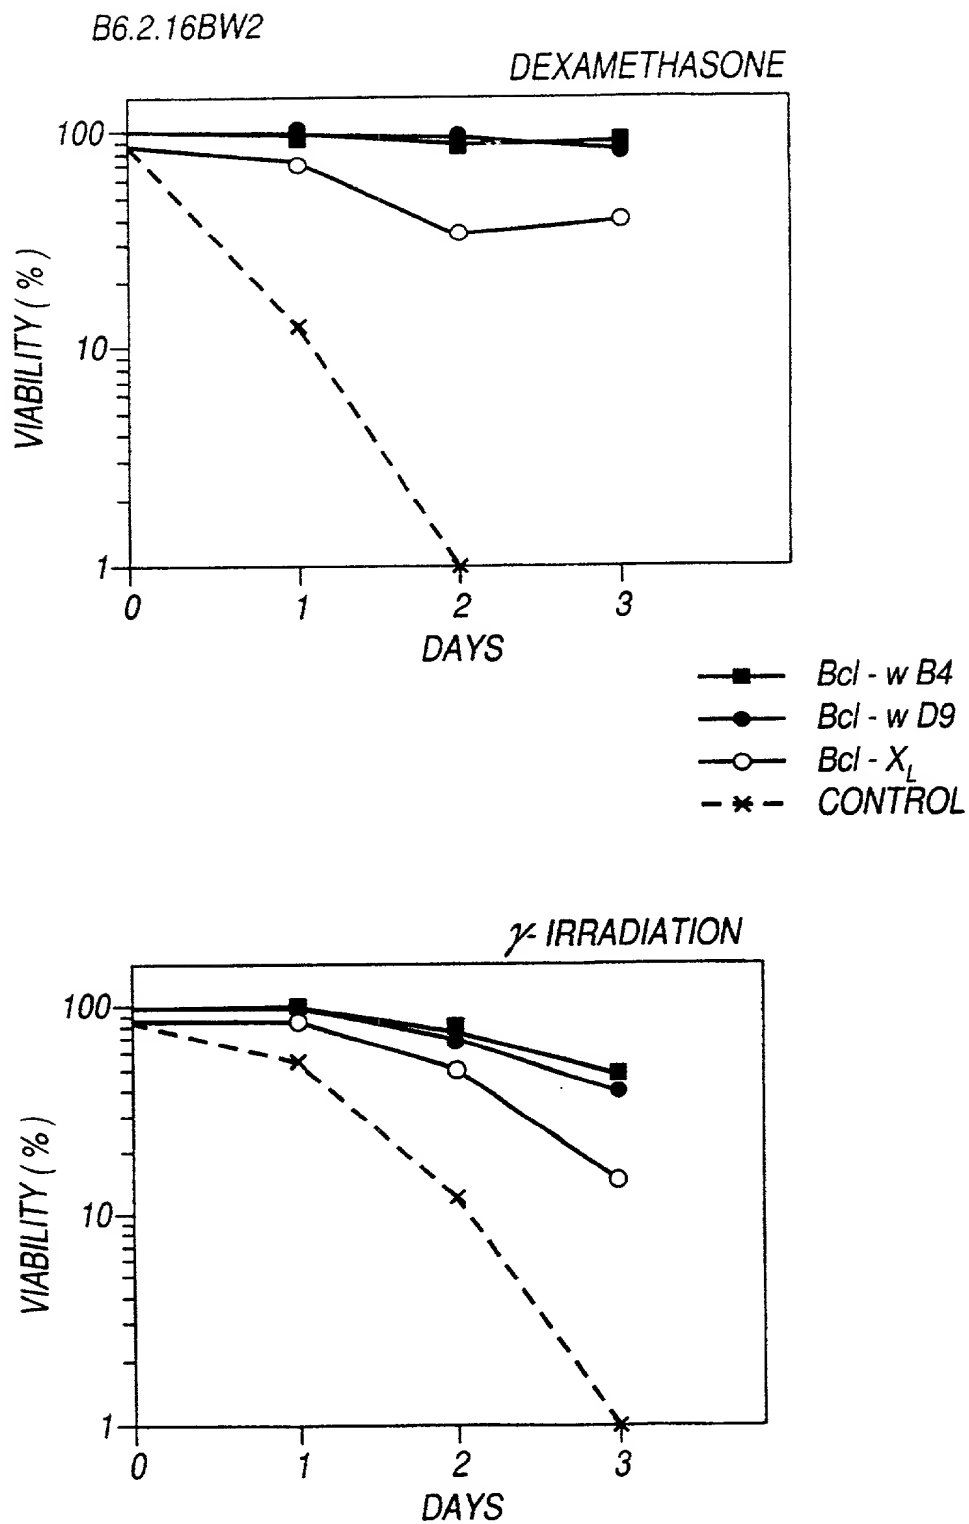 B6.2.16BW2
DEXAMETHASONE
VIABILITY (%)
100
10
1
0 1 2 3
DAYS
Bcl - w B4
Bcl - w D9
Bcl - XL
CONTROL
γ- IRRADIATION
VIABILITY (%)
100
10
1
0 1 2 3
DAYS